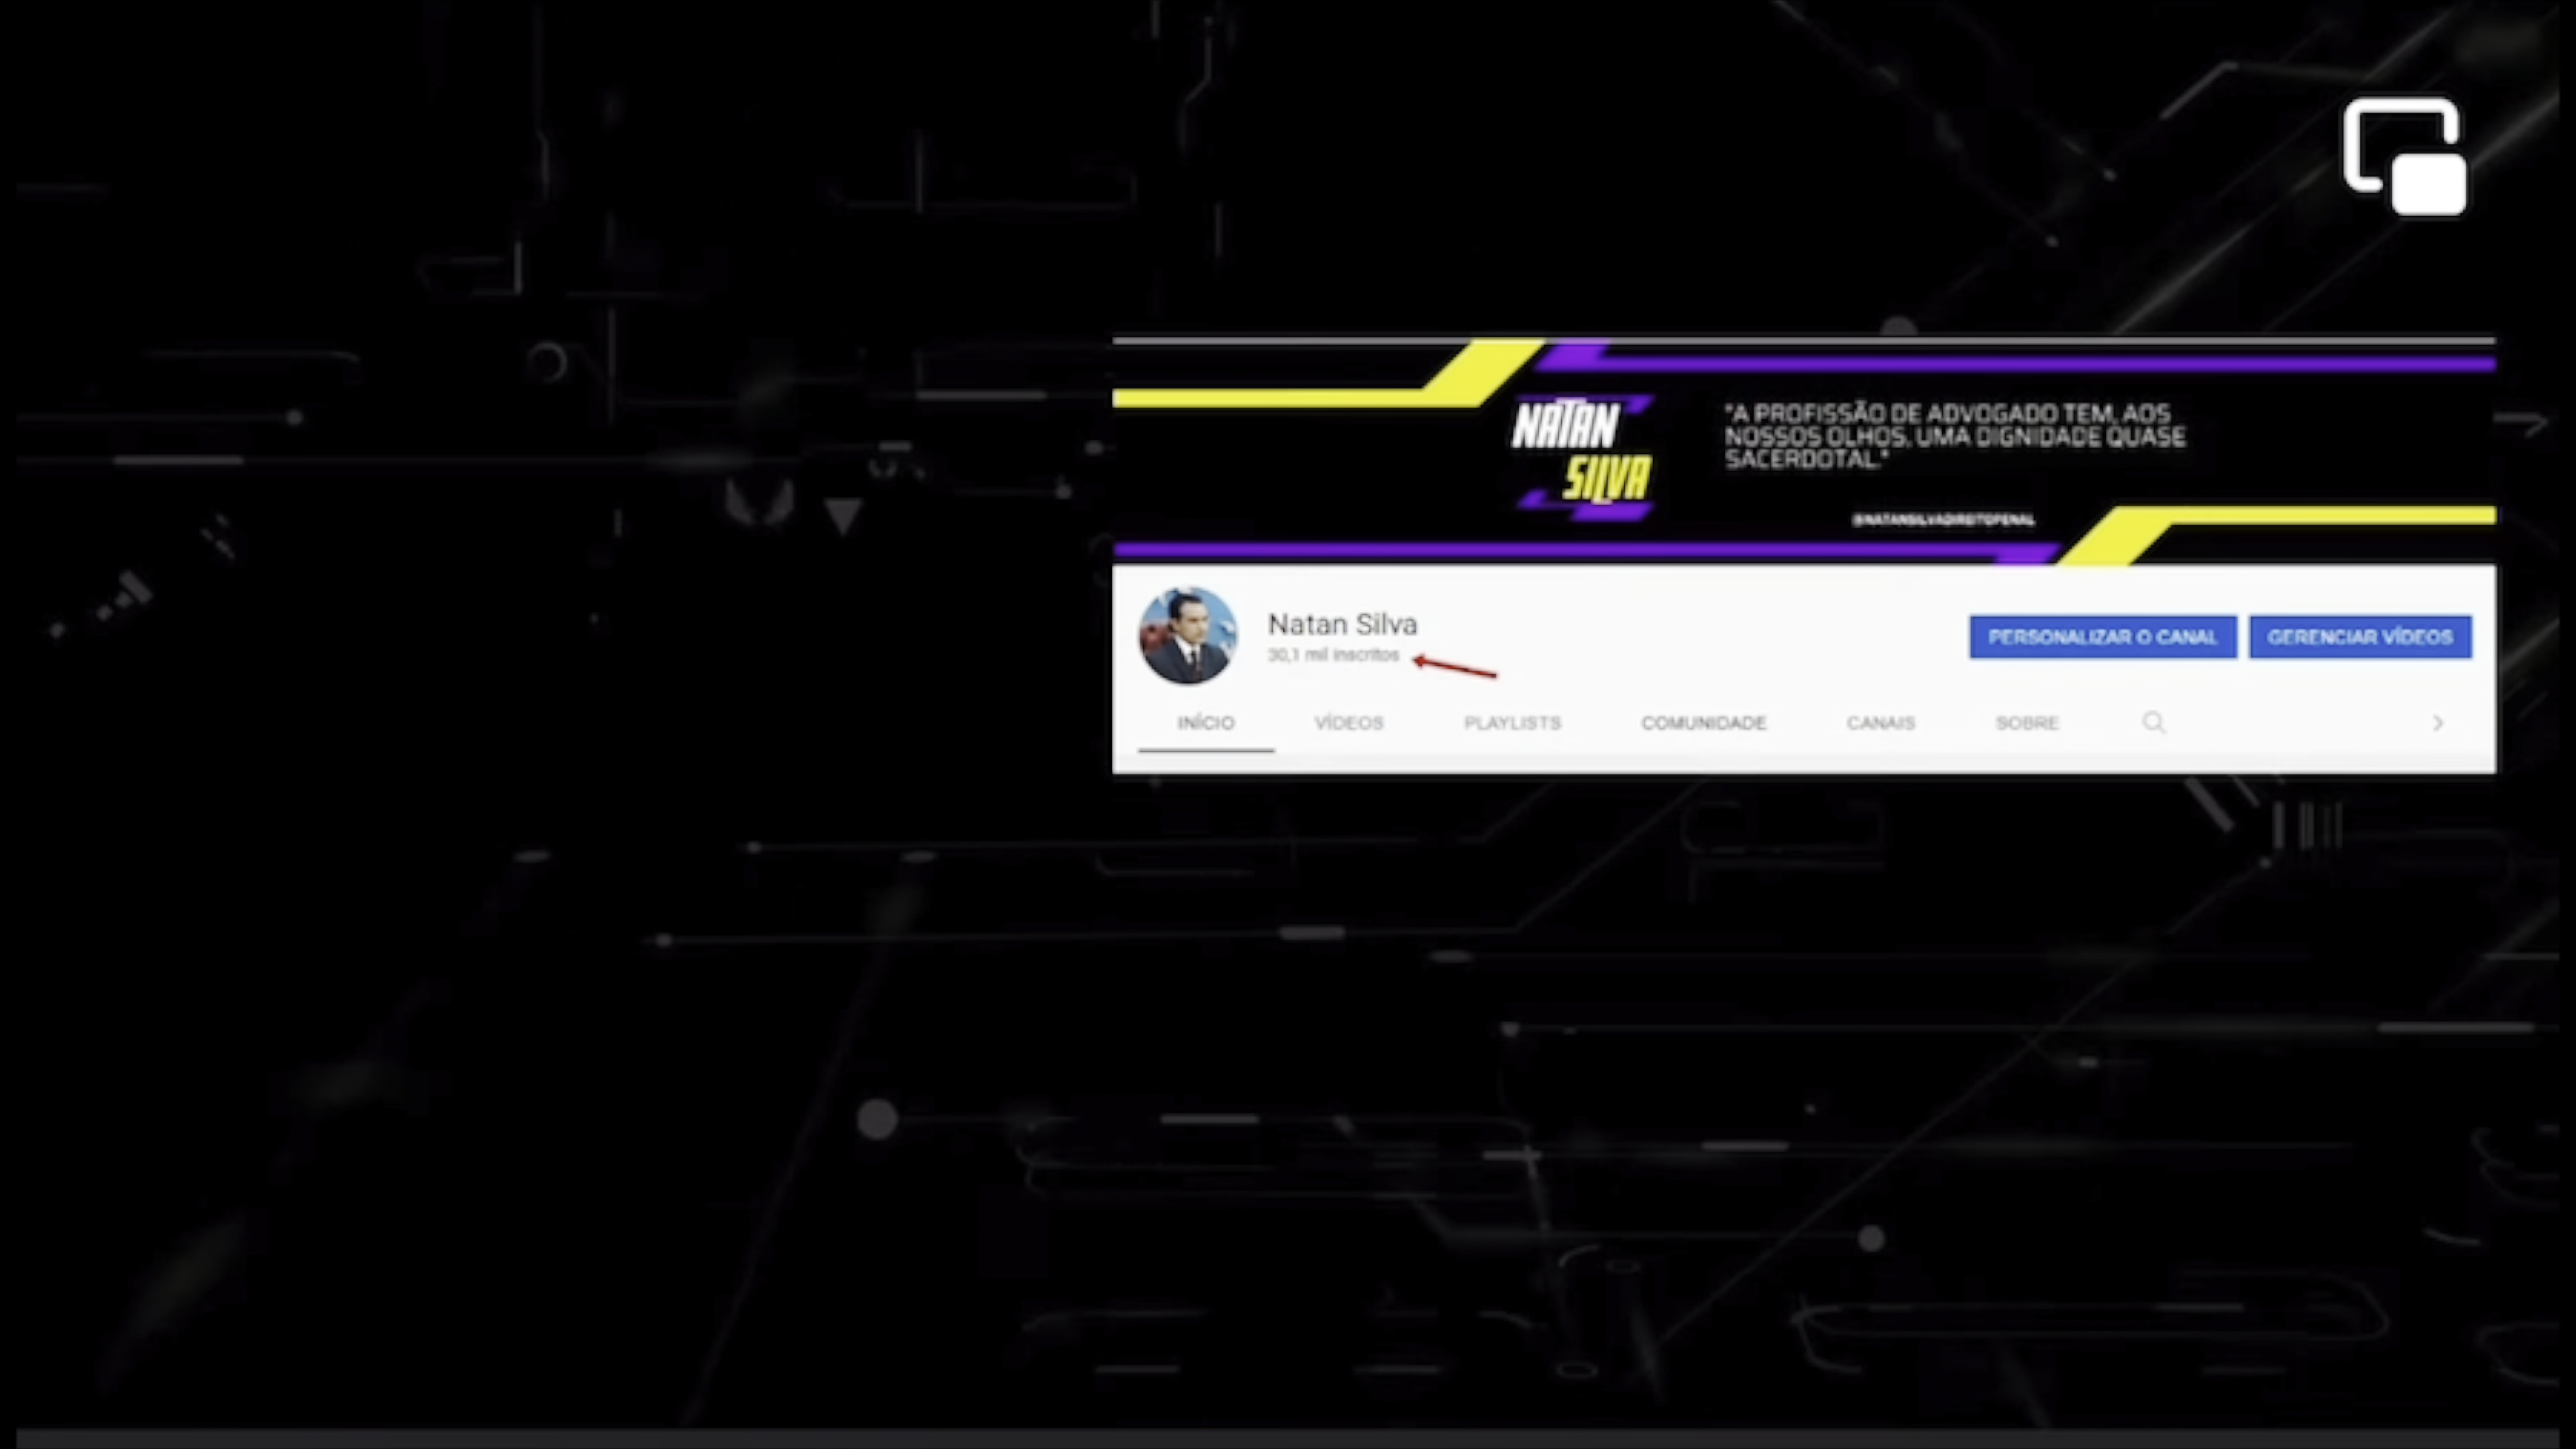 NATAN
SILVA
"A PROFISSÃO DE ADVOGADO TEM, AOS
NOSSOS OLHOS, UMA DIGNIDADE QUASE
SACERDOTAL."
@NATANSILVADIREITOPENAL
Natan Silva
30,1 mil inscritos
PERSONALIZAR O CANAL
GERENCIAR VÍDEOS
INÍCIO VÍDEOS PLAYLISTS COMUNIDADE CANAIS SOBRE